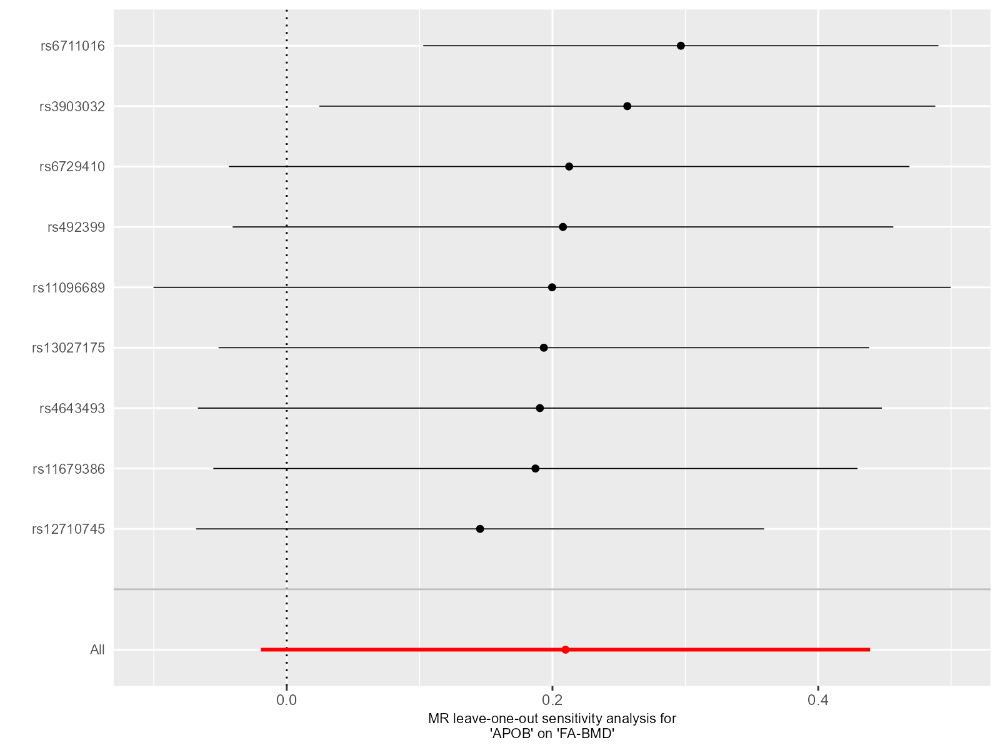 rs6711016
rs3903032
rs6729410
rs492399
rs11096689
rs13027175
rs4643493
rs11679386
rs12710745
All
0.0 0.2 0.4
MR leave-one-out sensitivity analysis for
'APOB' on 'FA-BMD'